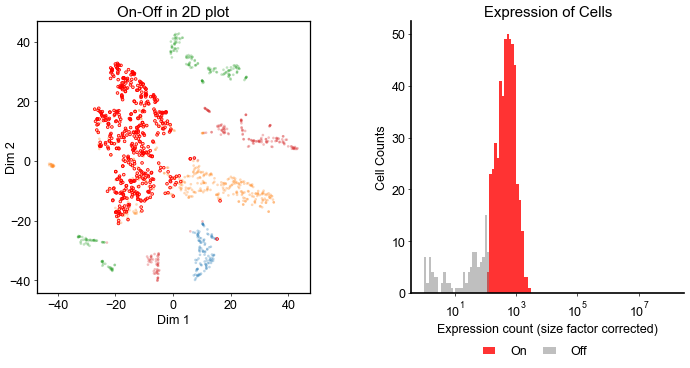 On-Off in 2D plot
Dim 2
40
20
0
−20
−40
−40 −20 0 20 40
Dim 1
Expression of Cells
Cell Counts
50
40
30
20
10
0
10^1 10^3 10^5 10^7
Expression count (size factor corrected)
On Off